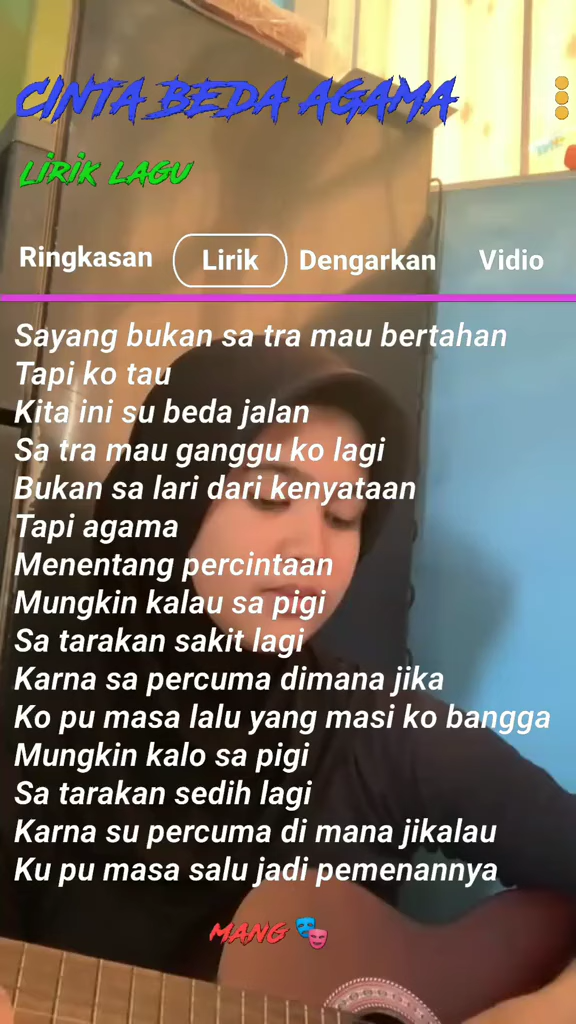 CINTA BEDA AGAMA
LIRIK LAGU
Ringkasan Lirik Dengarkan Vidio
Sayang bukan sa tra mau bertahan
Tapi ko tau
Kita ini su beda jalan
Sa tra mau ganggu ko lagi
Bukan sa lari dari kenyataan
Tapi agama
Menentang percintaan
Mungkin kalau sa pigi
Sa tarakan sakit lagi
Karna sa percuma dimana jika
Ko pu masa lalu yang masi ko bangga
Mungkin kalo sa pigi
Sa tarakan sedih lagi
Karna su percuma di mana jikalau
Ku pu masa salu jadi pemenannya
MANG 🎭